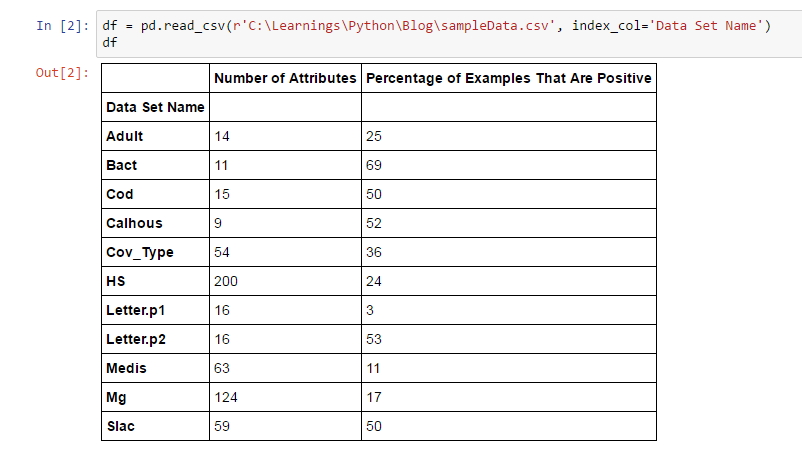 In [2]: df = pd.read_csv(r'C:\Learnings\Python\Blog\sampleData.csv', index_col='Data Set Name')
df
Out[2]:
Number of Attributes Percentage of Examples That Are Positive
Data Set Name
Adult 14 25
Bact 11 69
Cod 15 50
Calhous 9 52
Cov_Type 54 36
HS 200 24
Letter.p1 16 3
Letter.p2 16 53
Medis 63 11
Mg 124 17
Slac 59 50